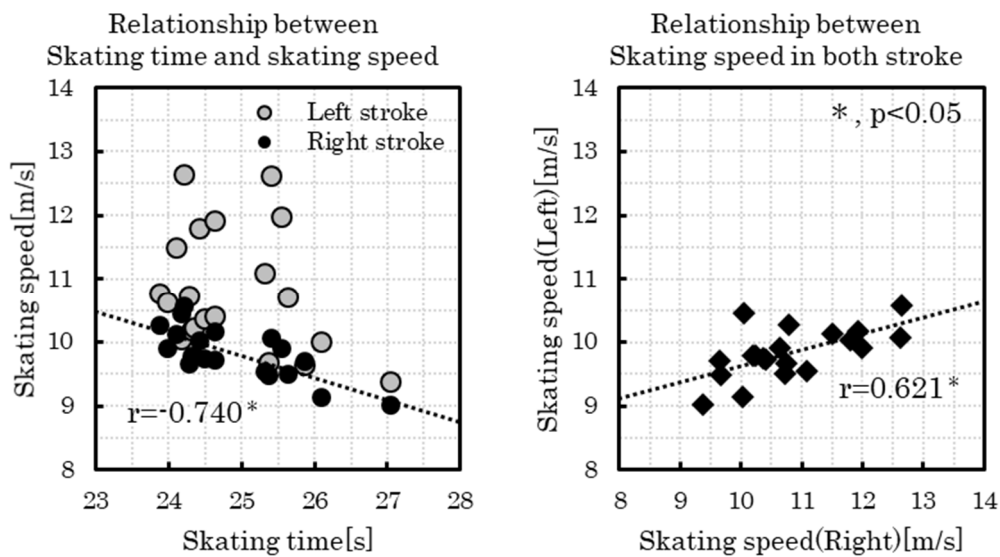 Relationship between
Skating time and skating speed
Skating speed[m/s]
14
13
12
11
10
9
8
Left stroke
Right stroke
r=-0.740*
23
24
25
26
27
28
Skating time[s]
Relationship between
Skating speed in both stroke
Skating speed(Left)[m/s]
14
13
12
11
10
9
8
*, p<0.05
r=0.621*
8
9
10
11
12
13
14
Skating speed(Right)[m/s]